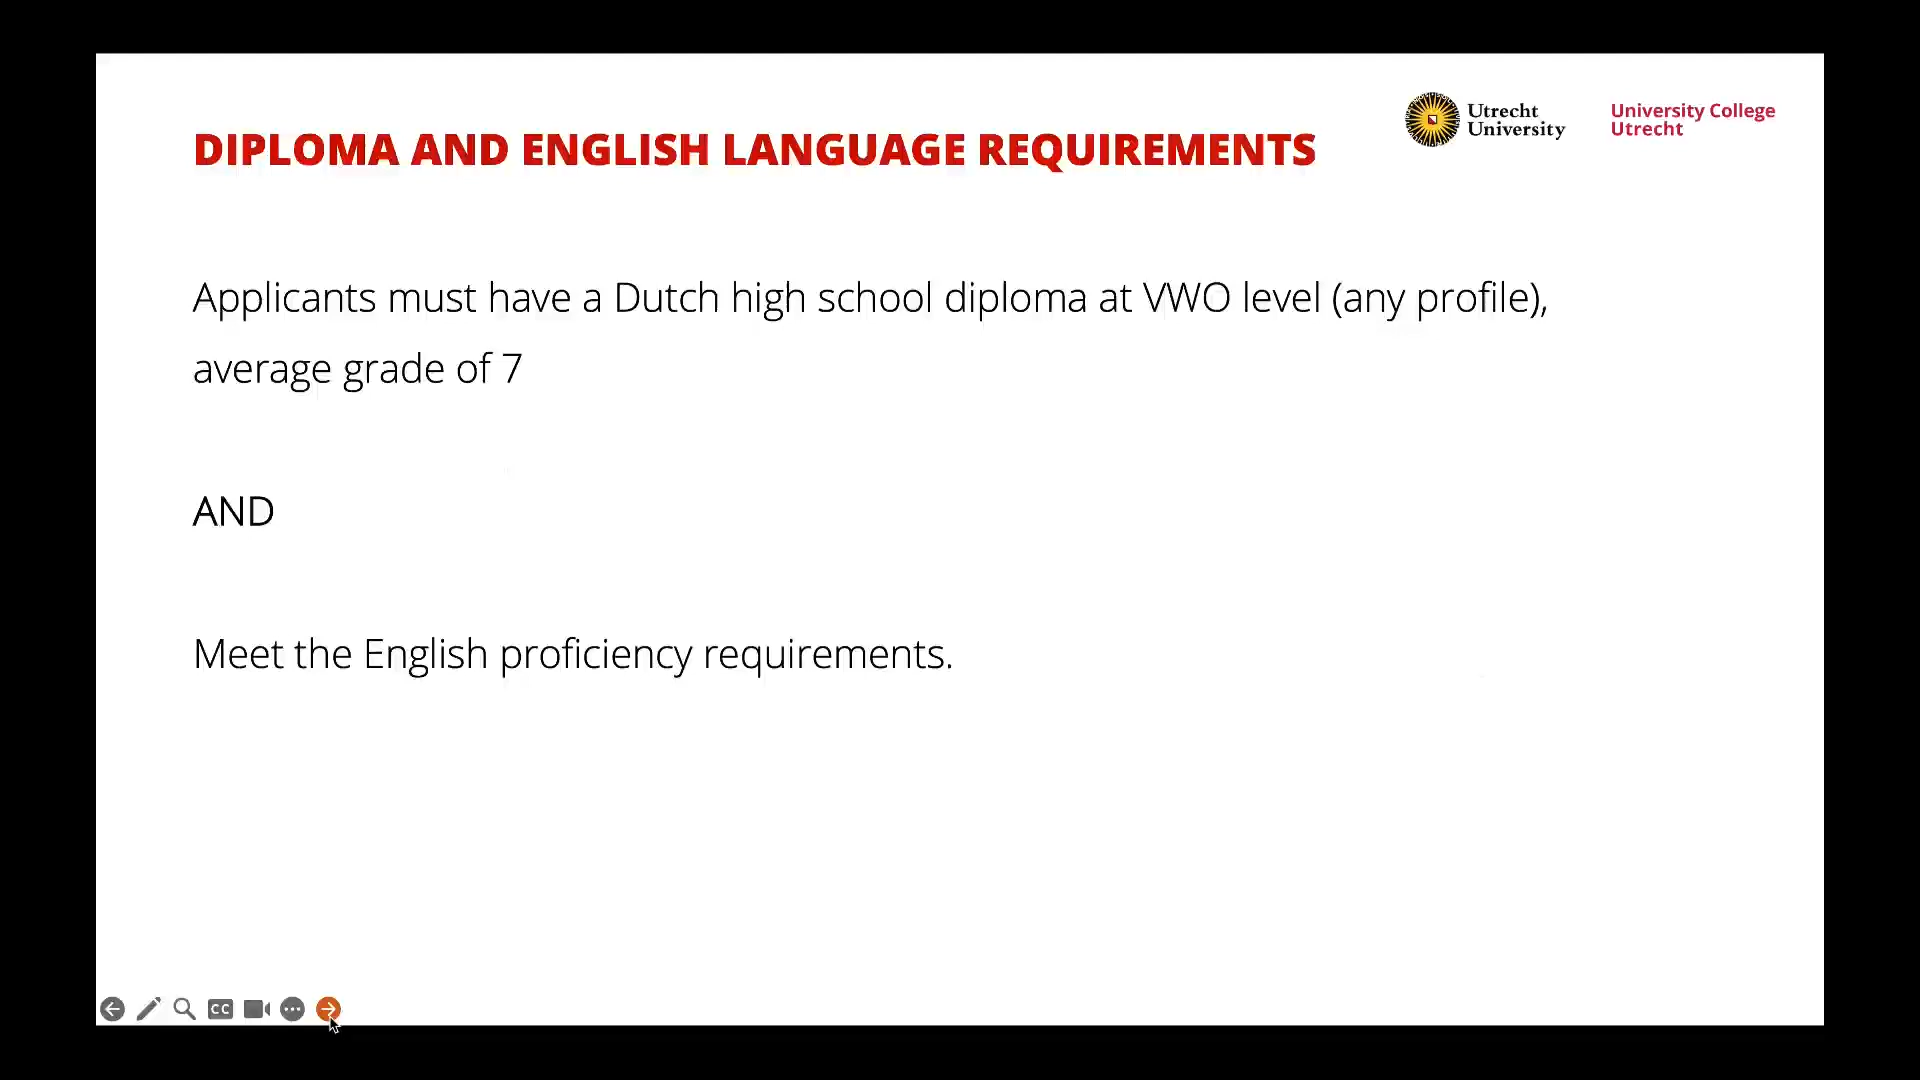 Utrecht
University
University College
Utrecht
DIPLOMA AND ENGLISH LANGUAGE REQUIREMENTS
Applicants must have a Dutch high school diploma at VWO level (any profile),
average grade of 7
AND
Meet the English proficiency requirements.
CC